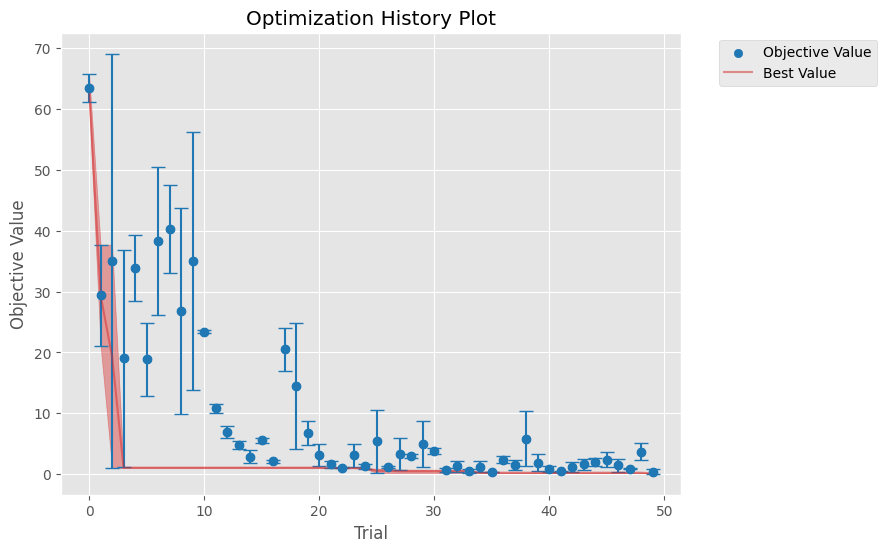 Optimization History Plot
Objective Value
Best Value
70
60
50
40
30
20
10
0
Objective Value
0 10 20 30 40 50
Trial